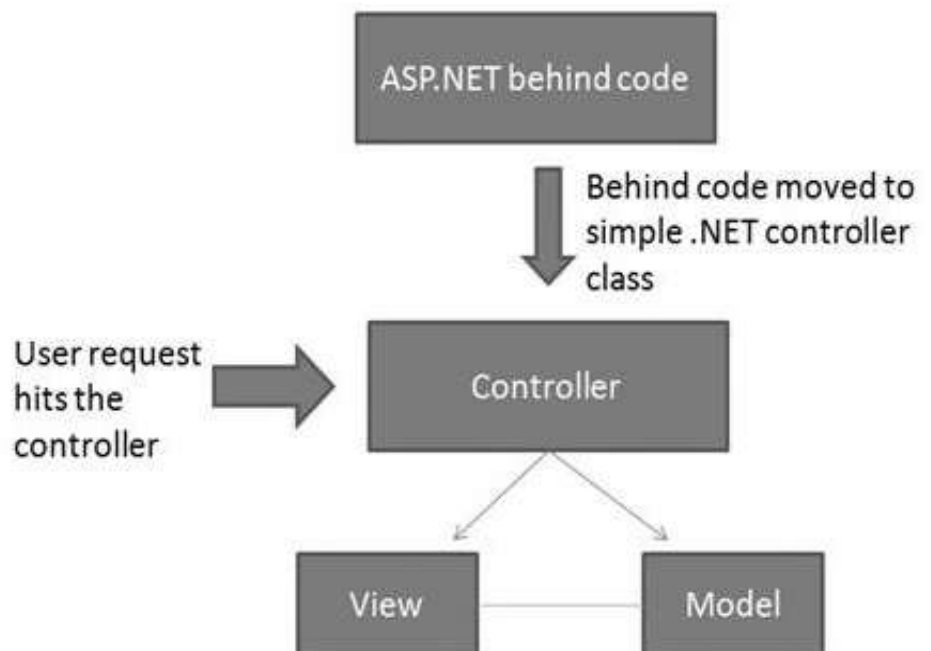 ASP.NET behind code
Behind code moved to
simple .NET controller
class
User request
hits the
controller
Controller
View
Model